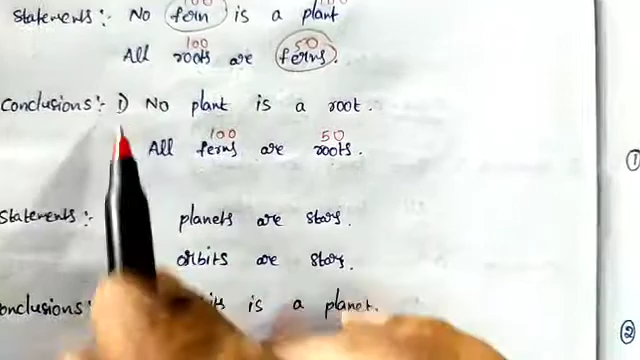 Statements:- No fern is a plant
100
100 50
All roots are ferns.
Conclusions:- 1) No plant is a root.
100 50
All ferns are roots.
Statements:- planets are stars.
orbits are stars.
onclusions: is a planet.
①
②